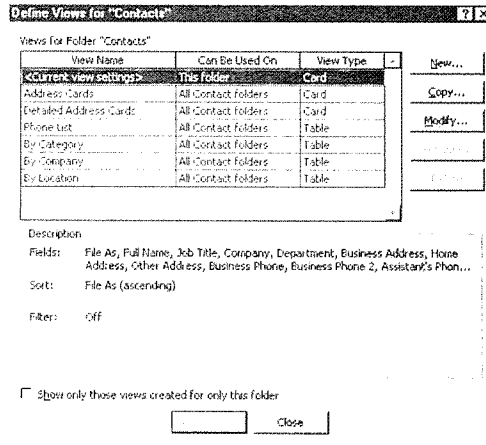 Define Views for "Contacts"
Views for Folder "Contacts"
View Name Can Be Used On View Type
<Current view settings> This folder Card
Address Cards All Contact folders Card
Detailed Address Cards All Contact folders Card
Phone List All Contact folders Table
By Category All Contact folders Table
By Company All Contact folders Table
By Location All Contact folders Table
New...
Copy...
Modify...
Description
Fields: File As, Full Name, Job Title, Company, Department, Business Address, Home
Address, Other Address, Business Phone, Business Phone 2, Assistant's Phon...
Sort: File As (ascending)
Filter: Off
Show only those views created for only this folder
Close